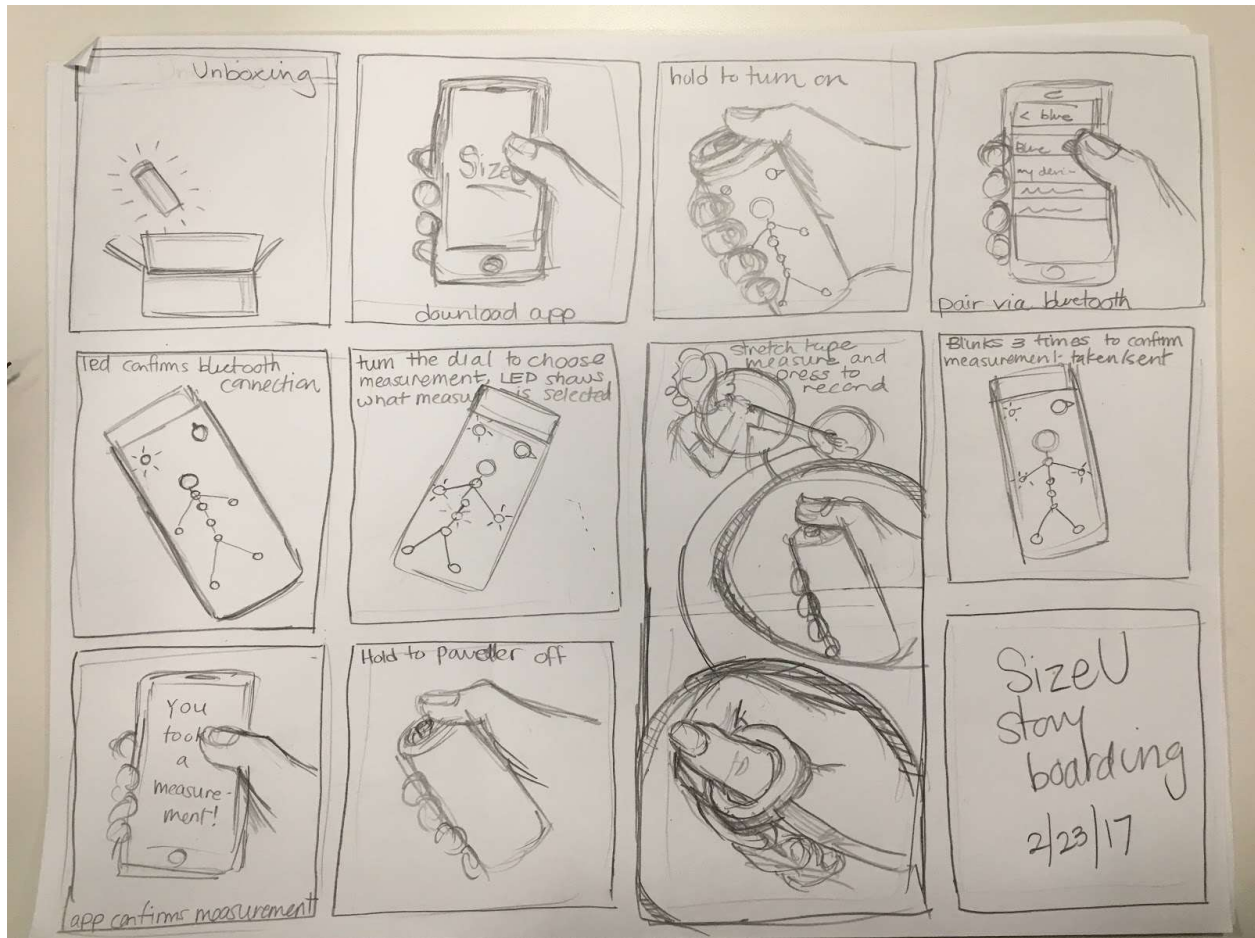 Unboxing
Size
download app
hold to turn on
< blue
Blue
my devi-
pair via bluetooth
led confirms bluetooth
connection
turn the dial to choose
measurement, LED shows
what measu is selected
stretch tape
measure and
press to
record
Blinks 3 times to confirm
measurement taken/sent
You
took
a
measure-
ment!
app confirms measurement
Hold to off
SizeU
story
boarding
2/23/17